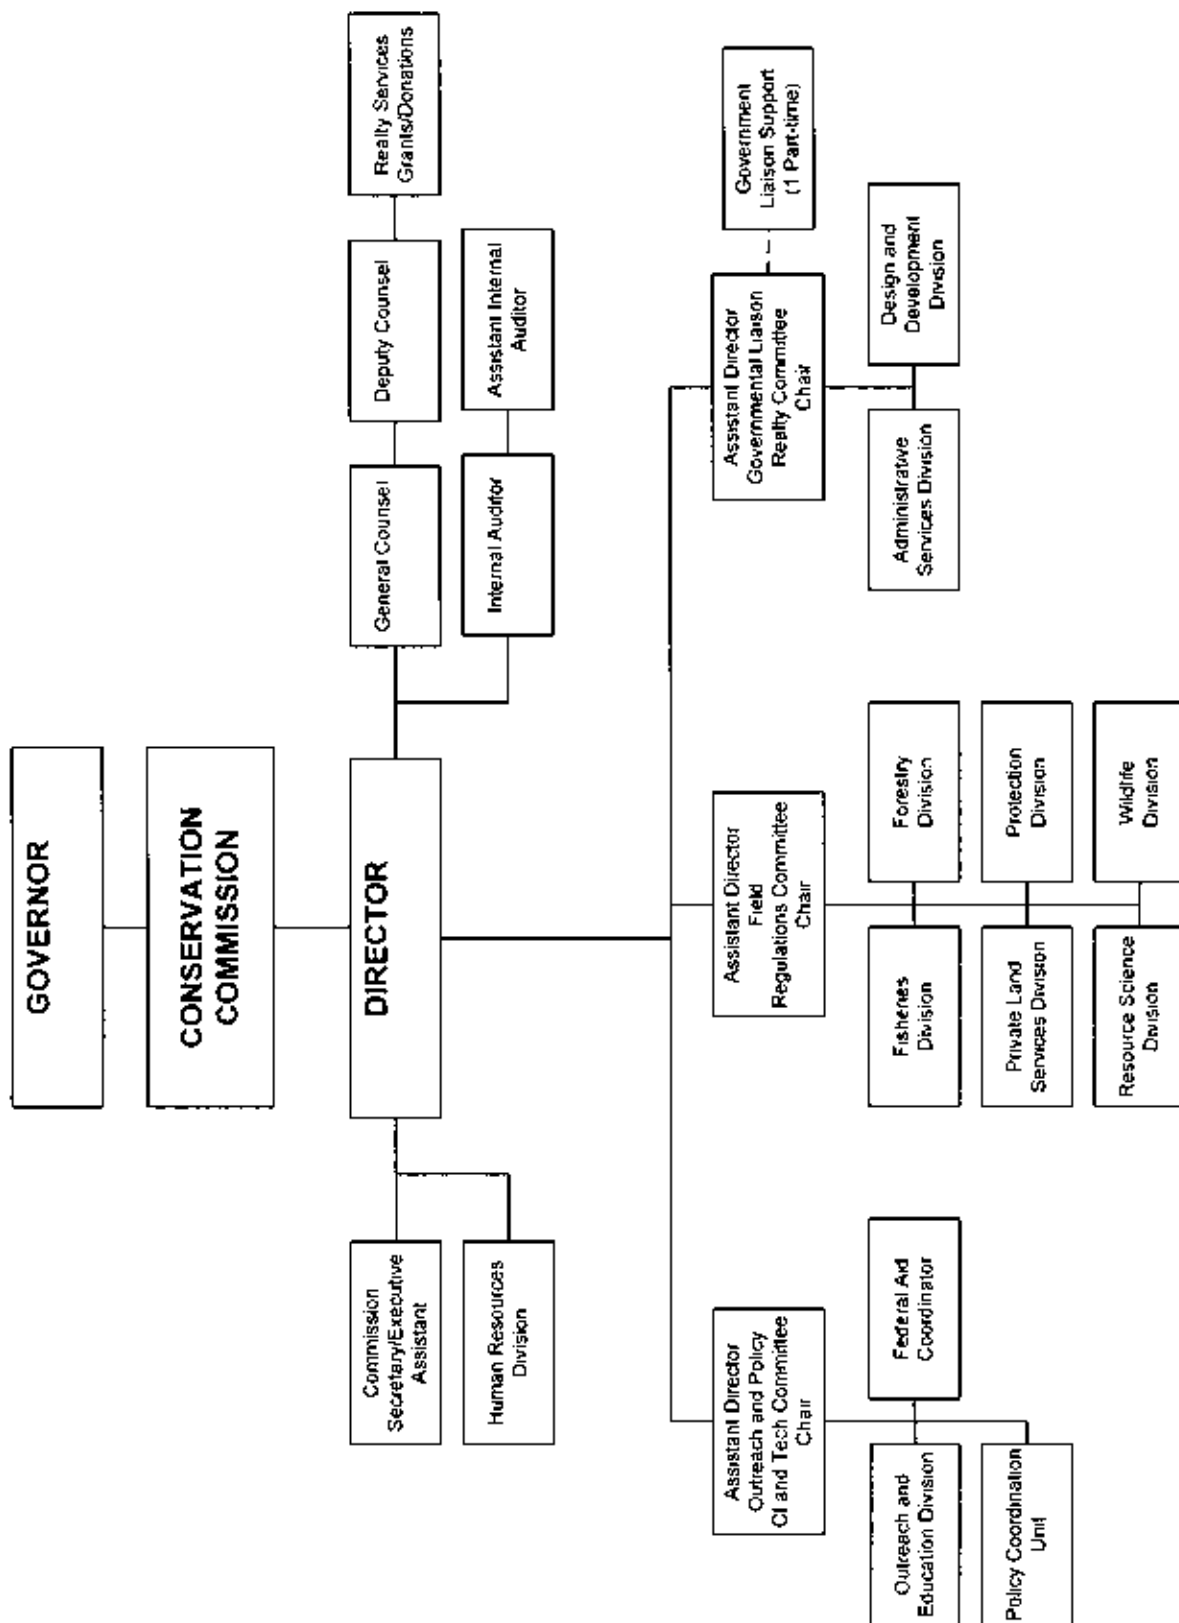 GOVERNOR
CONSERVATION
COMMISSION
DIRECTOR
Commission
Secretary/Executive
Assistant
Human Resources
Division
General Counsel
Deputy Counsel
Realty Services
Grants/Donations
Internal Auditor
Assistant Internal
Auditor
Assistant Director
Outreach and Policy
CI and Tech Committee
Chair
Outreach and
Education Division
Federal Aid
Coordinator
Policy Coordination
Unit
Assistant Director
Field
Regulations Committee
Chair
Fisheries
Division
Forestry
Division
Private Land
Services Division
Protection
Division
Resource Science
Division
Wildlife
Division
Assistant Director
Governmental Liaison
Realty Committee
Chair
Government
Liaison Support
(1 Part-time)
Administrative
Services Division
Design and
Development
Division